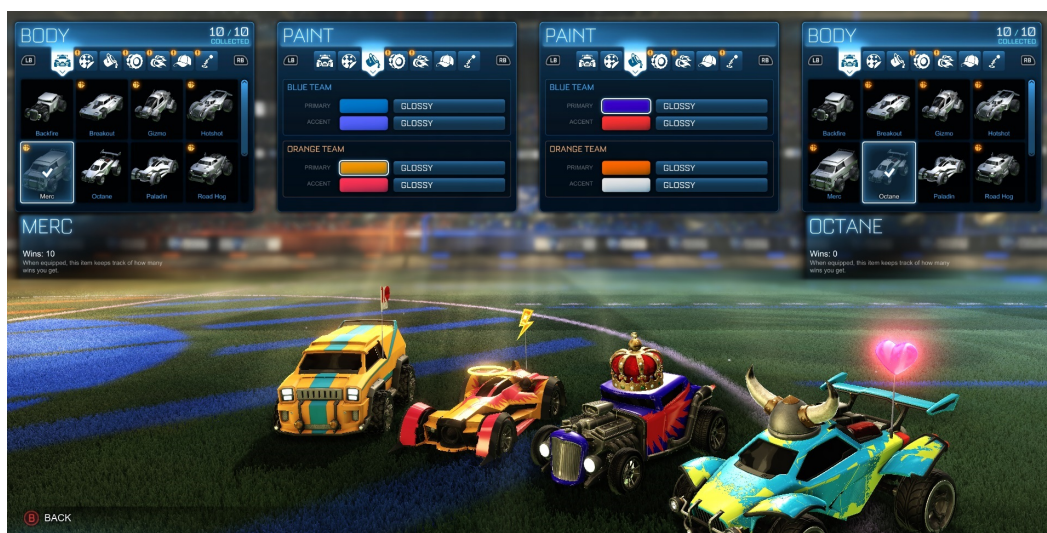 BODY
10 / 10
COLLECTED
LB
RB
Backfire
Breakout
Gizmo
Hotshot
Merc
Octane
Paladin
Road Hog
MERC
Wins: 10
When equipped, this item keeps track of how many
wins you get.
PAINT
LB
RB
BLUE TEAM
PRIMARY
GLOSSY
ACCENT
GLOSSY
ORANGE TEAM
PRIMARY
GLOSSY
ACCENT
GLOSSY
PAINT
LB
RB
BLUE TEAM
PRIMARY
GLOSSY
ACCENT
GLOSSY
ORANGE TEAM
PRIMARY
GLOSSY
ACCENT
GLOSSY
BODY
10 / 10
COLLECTED
LB
RB
Backfire
Breakout
Gizmo
Hotshot
Merc
Octane
Paladin
Road Hog
OCTANE
Wins: 0
When equipped, this item keeps track of how many
wins you get.
B BACK